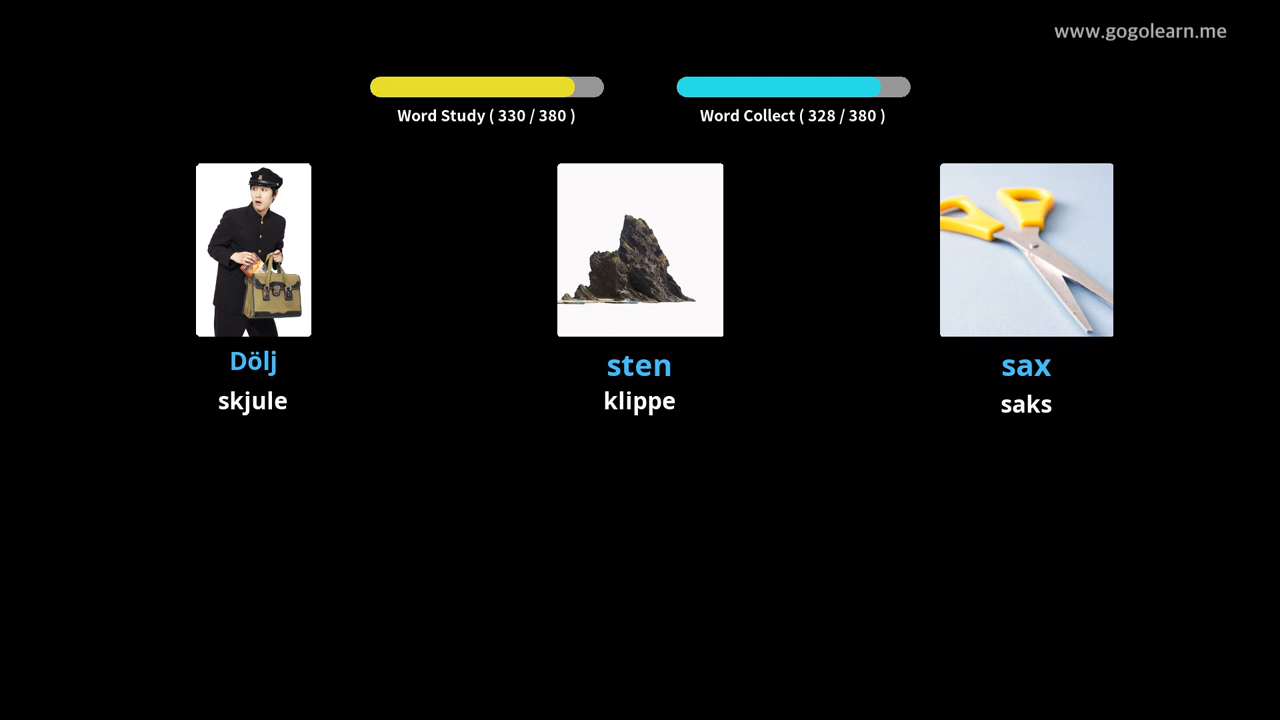 www.gogolearn.me
Word Study ( 330 / 380 )
Word Collect ( 328 / 380 )
Dölj
skjule
sten
klippe
sax
saks